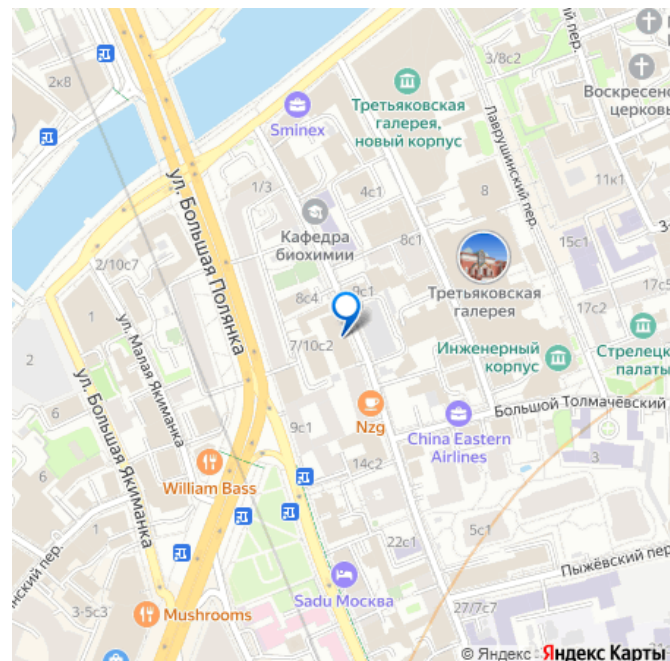 2к8
3/8с2
Воскресен
церковь
Sminex
Третьяковская
галерея,
новый корпус
Лаврушинский пер.
11к1
1/3
4с1
8
ул. Большая Полянка
Кафедра
биохимии
8с1
15с1
2/10с7
8с4
9с1
Третьяковская
галерея
17с5
17с2
1
ул. Малая Якиманка
7/10с2
Инженерный
корпус
Стрелецк
палаты
2
ул. Большая Якиманка
6
Nzg
Большой Толмачёвский
China Eastern
Airlines
9с1
3
6
William Bass
14с2
1
5с1
22с1
нский пер.
Пыжёвский пер.
Sadu Москва
3-5с3
Mushrooms
27/7с7
© Яндекс Яндекс Карты